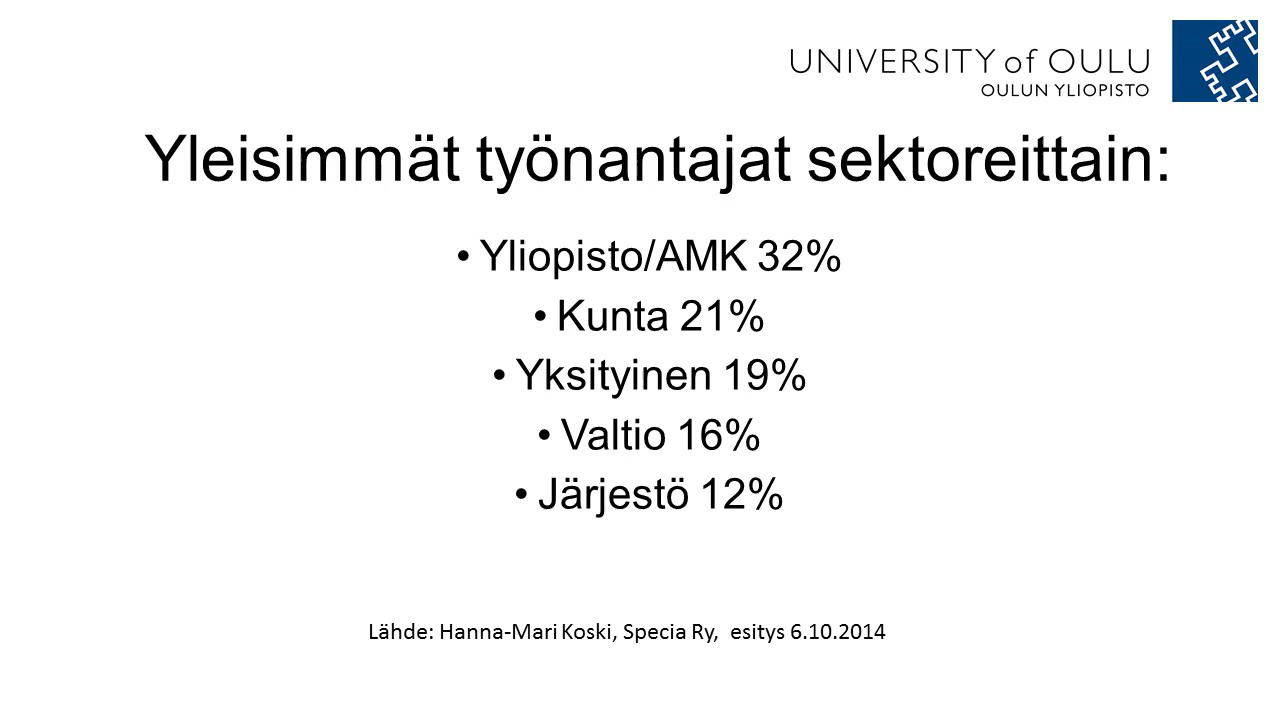 UNIVERSITY of OULU
OULUN YLIOPISTO
Yleisimmät työnantajat sektoreittain:
• Yliopisto/AMK 32%
• Kunta 21%
• Yksityinen 19%
• Valtio 16%
• Järjestö 12%
Lähde: Hanna-Mari Koski, Specia Ry, esitys 6.10.2014